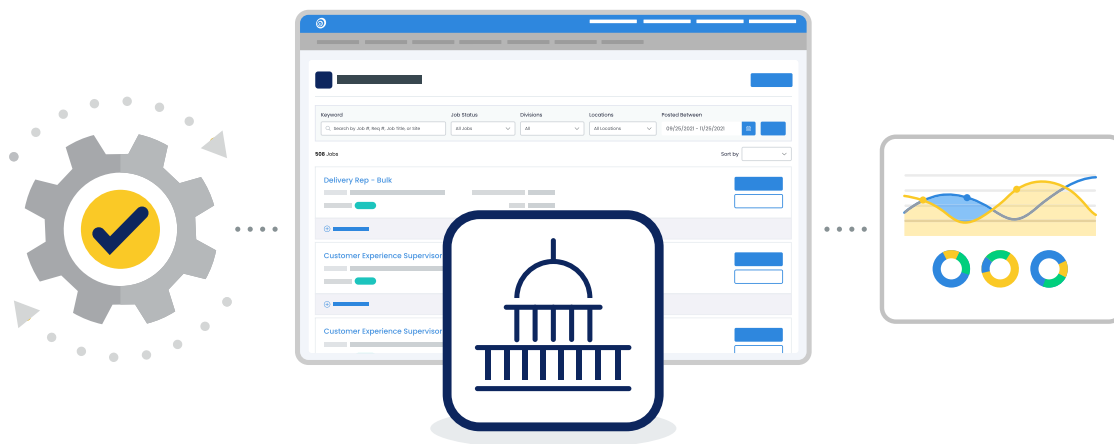 Keyword Job Status Divisions Locations Posted Between
Search by Job #, Req #, Job Title, or Site All Jobs All All Locations 09/25/2021 - 11/25/2021
508 Jobs Sort by
Delivery Rep - Bulk
Customer Experience Supervisor
Customer Experience Supervisor